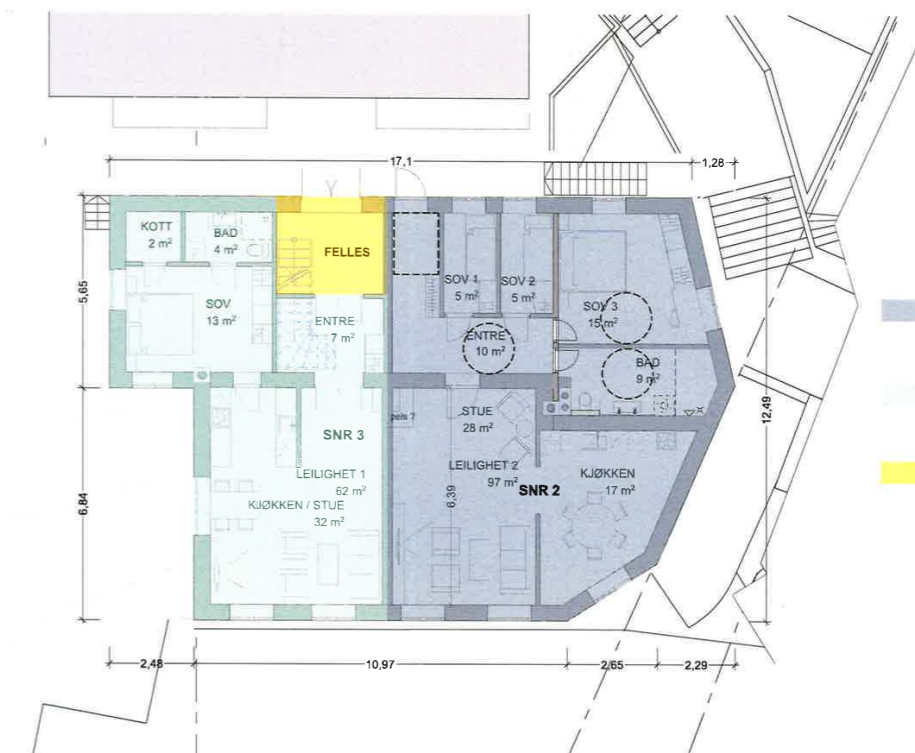 17,1
1,28
KOTT
2 m²
BAD
4 m²
FELLES
SOV 1
5 m²
SOV 2
5 m²
SOV 3
15 m²
5,65
SOV
13 m²
ENTRE
7 m²
ENTRE
10 m²
BAD
9 m²
12,49
STUE
28 m²
SNR 3
LEILIGHET 1
62 m²
LEILIGHET 2
97 m²
SNR 2
KJØKKEN
17 m²
6,84
KJØKKEN / STUE
32 m²
6,39
2,48
10,97
2,65
2,29